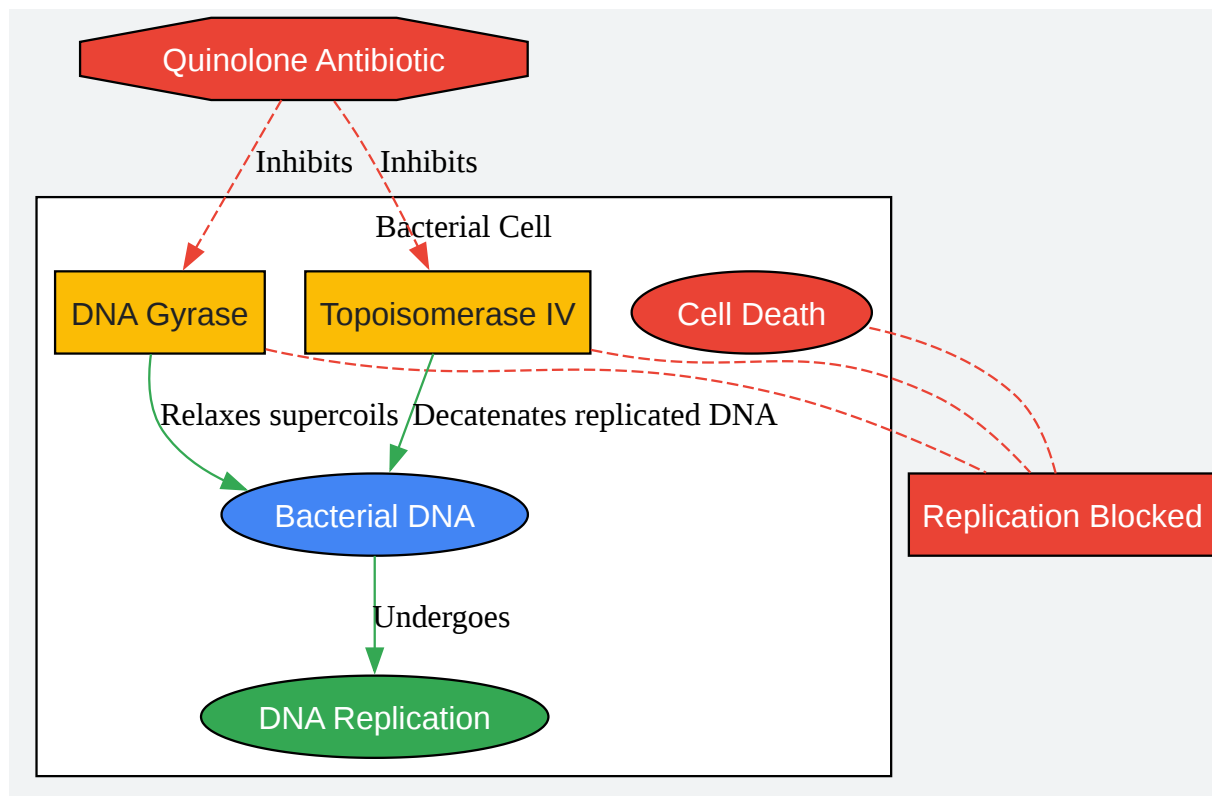 Quinolone Antibiotic
Inhibits
Inhibits
Bacterial Cell
DNA Gyrase
Topoisomerase IV
Cell Death
Relaxes supercoils
Decatenates replicated DNA
Bacterial DNA
Replication Blocked
Undergoes
DNA Replication